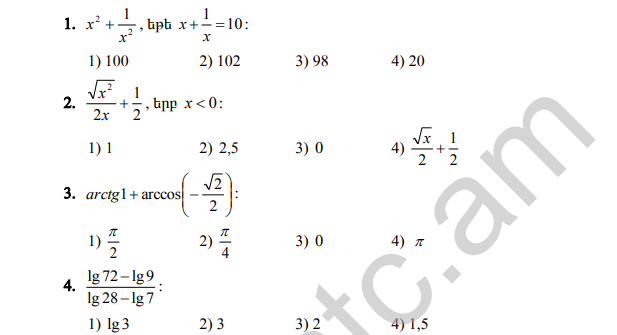 1. $x^2+\frac{1}{x^2}$, եթե $x+\frac{1}{x}=10$:
1) 100 2) 102 3) 98 4) 20
2. $\frac{\sqrt{x^2}}{2x}+\frac{1}{2}$, երբ $x<0$:
1) 1 2) 2,5 3) 0 4) $\frac{\sqrt{x}}{2}+\frac{1}{2}$
3. $arctg1+\arccos\left(-\frac{\sqrt{2}}{2}\right)$:
1) $\frac{\pi}{2}$ 2) $\frac{\pi}{4}$ 3) 0 4) $\pi$
4. $\frac{\lg 72-\lg 9}{\lg 28-\lg 7}$:
1) lg3 2) 3 3) 2 4) 1,5
tc.am